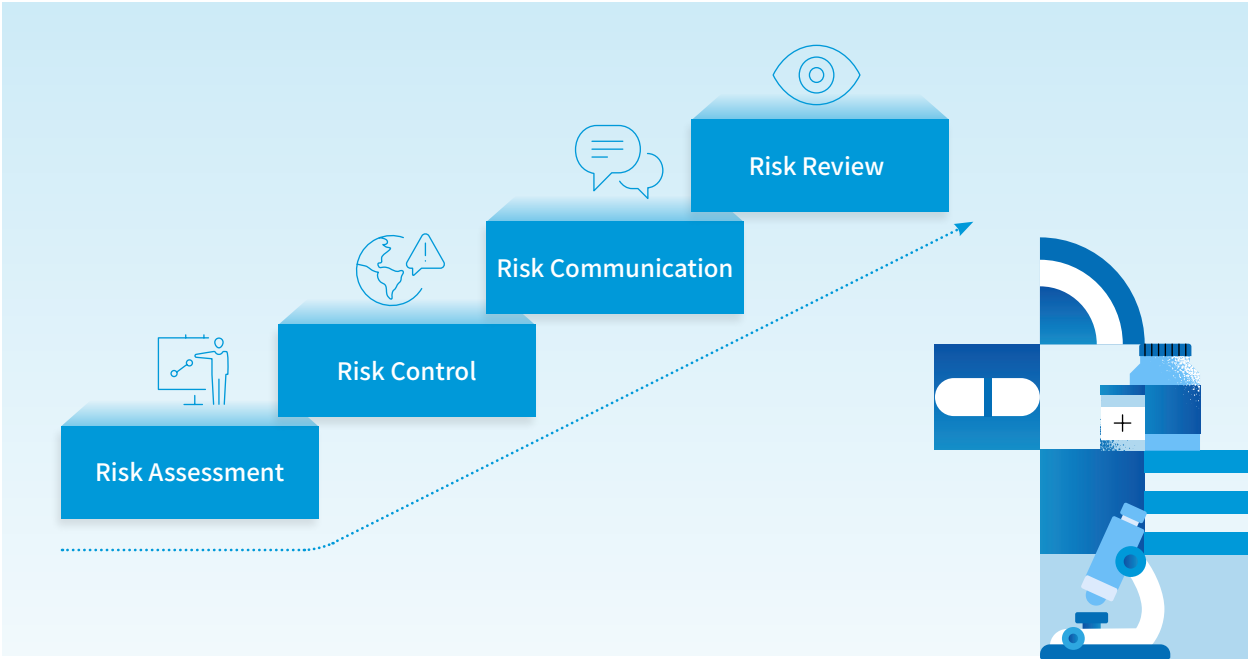 Risk Assessment
Risk Control
Risk Communication
Risk Review